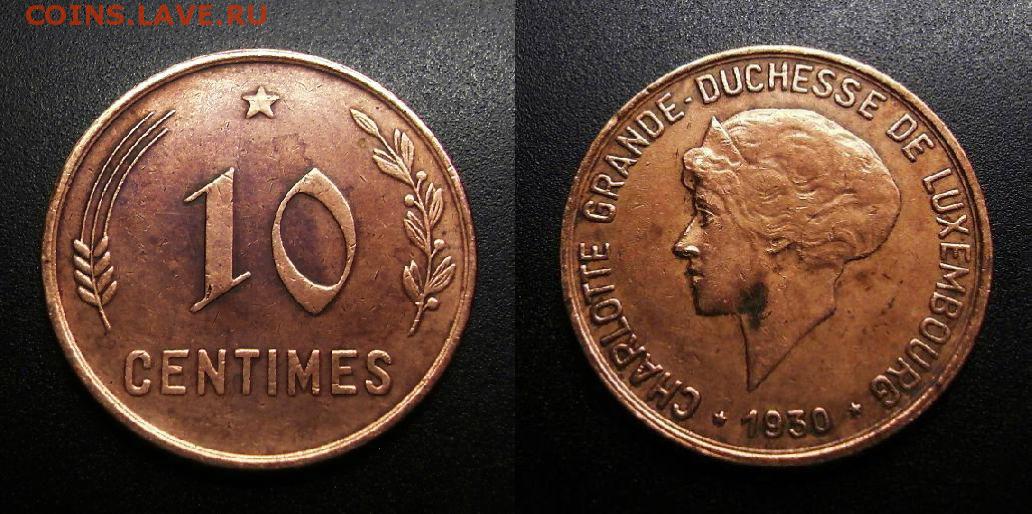 COINS.LAVE.RU
10
CENTIMES
CHARLOTTE GRANDE-DUCHESSE DE LUXEMBOURG
* 1930 *